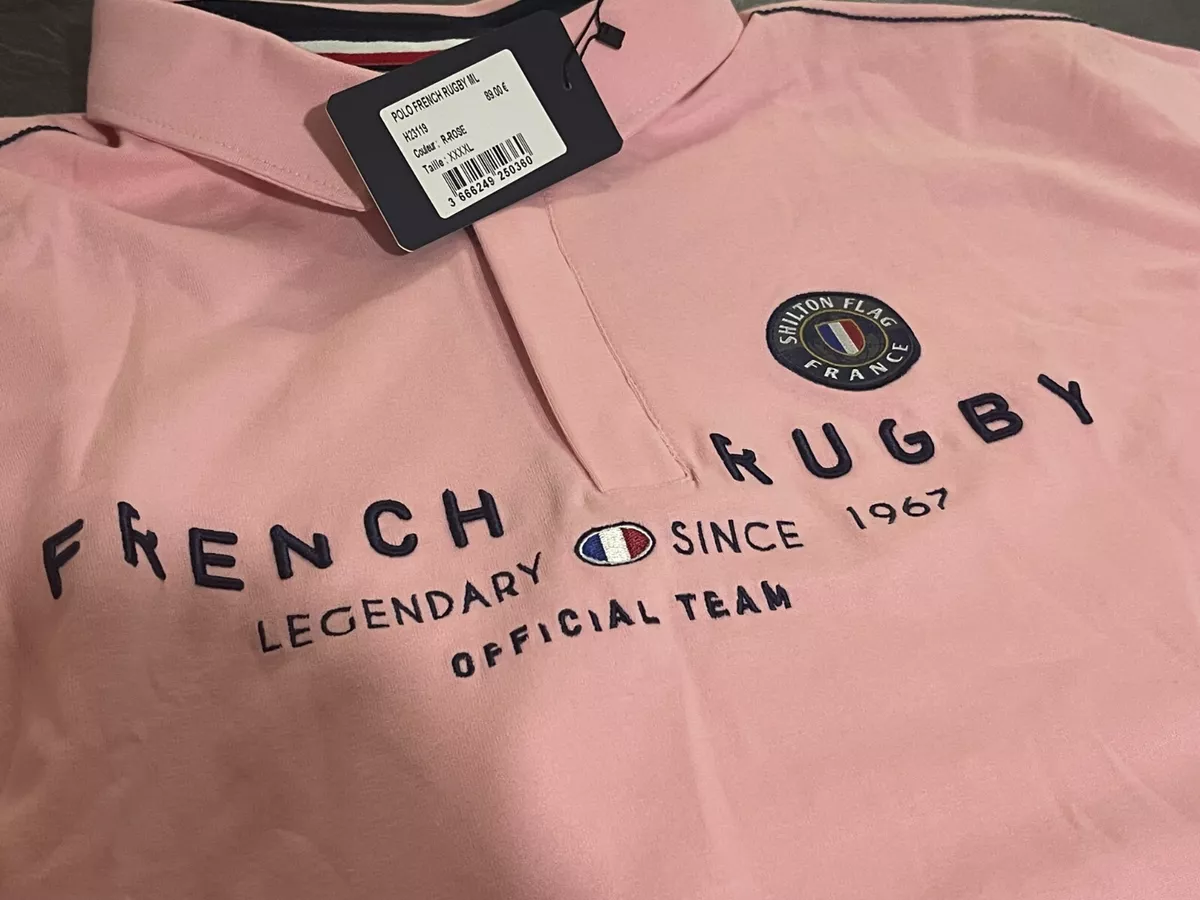 POLO FRENCH RUGBY ML
89.00 €
H23119
Couleur : R-ROSE
Taille : XXXXL
3 666249 250380
SHILTON FLAG
FRANCE
FRENCH RUGBY
LEGENDARY SINCE 1967
OFFICIAL TEAM